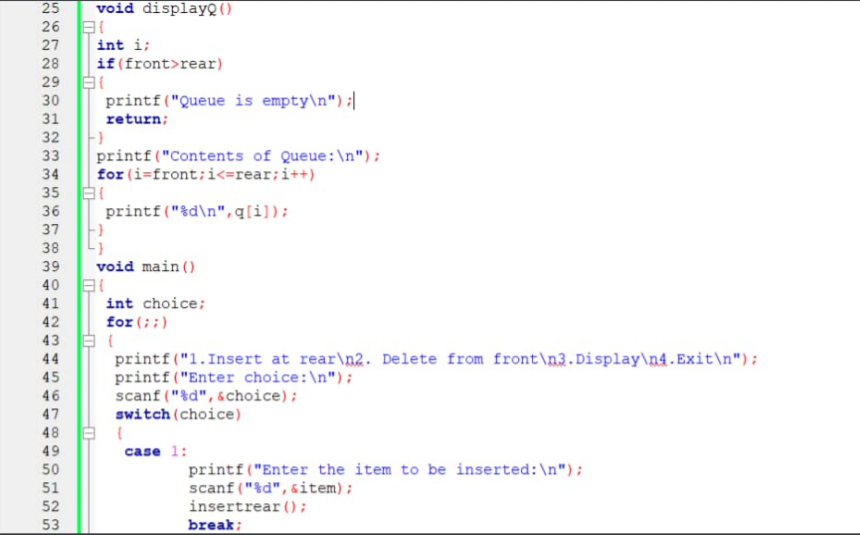 25 void displayQ()
26 {
27 int i;
28 if(front>rear)
29 {
30 printf("Queue is empty\n");
31 return;
32 }
33 printf("Contents of Queue:\n");
34 for(i=front;i<=rear;i++)
35 {
36 printf("%d\n",q[i]);
37 }
38 }
39 void main()
40 {
41 int choice;
42 for(;;)
43 {
44 printf("1.Insert at rear\n2. Delete from front\n3.Display\n4.Exit\n");
45 printf("Enter choice:\n");
46 scanf("%d",&choice);
47 switch(choice)
48 {
49 case 1:
50 printf("Enter the item to be inserted:\n");
51 scanf("%d",&item);
52 insertrear();
53 break;